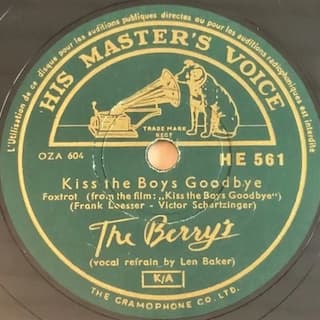 L'Utilisation de ce disque pour les auditions publiques directes ou pour les auditions radiophoniques est interdite.
HIS MASTER'S VOICE
TRADE MARK
REGT
OZA 604
HE 561
Kiss the Boys Goodbye
Foxtrot (from the film: „Kiss the Boys Goodbye“)
(Frank Loesser - Victor Schertzinger)
The Berry's
(vocal refrain by Len Baker)
K/A
THE GRAMOPHONE CO. LTD.